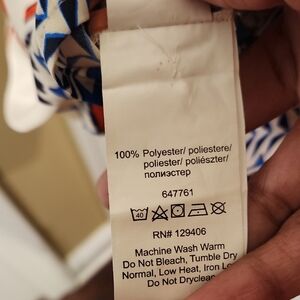 100% Polyester/ poliestere/
poliester/ poliészter/
полиэстер
647761
40
RN# 129406
Machine Wash Warm
Do Not Bleach, Tumble Dry
Normal, Low Heat, Iron
Do Not Dryclean